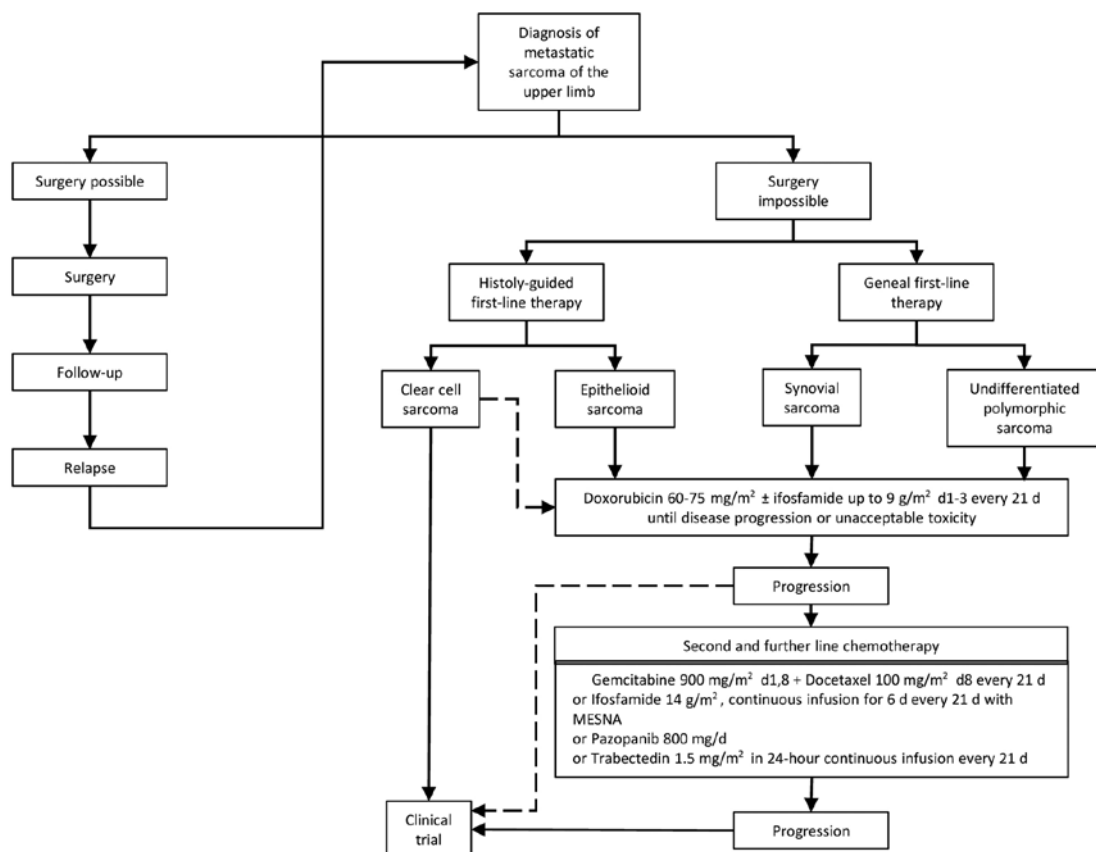 Diagnosis of
metastatic
sarcoma of the
upper limb
Surgery possible
Surgery
impossible
Surgery
Histoly-guided
first-line therapy
Geneal first-line
therapy
Follow-up
Clear cell
sarcoma
Epithelioid
sarcoma
Synovial
sarcoma
Undifferentiated
polymorphic
sarcoma
Relapse
Doxorubicin 60-75 mg/m² ± ifosfamide up to 9 g/m² d1-3 every 21 d
until disease progression or unacceptable toxicity
Progression
Second and further line chemotherapy
Gemcitabine 900 mg/m² d1,8 + Docetaxel 100 mg/m² d8 every 21 d
or Ifosfamide 14 g/m² , continuous infusion for 6 d every 21 d with
MESNA
or Pazopanib 800 mg/d
or Trabectedin 1.5 mg/m² in 24-hour continuous infusion every 21 d
Clinical
trial
Progression